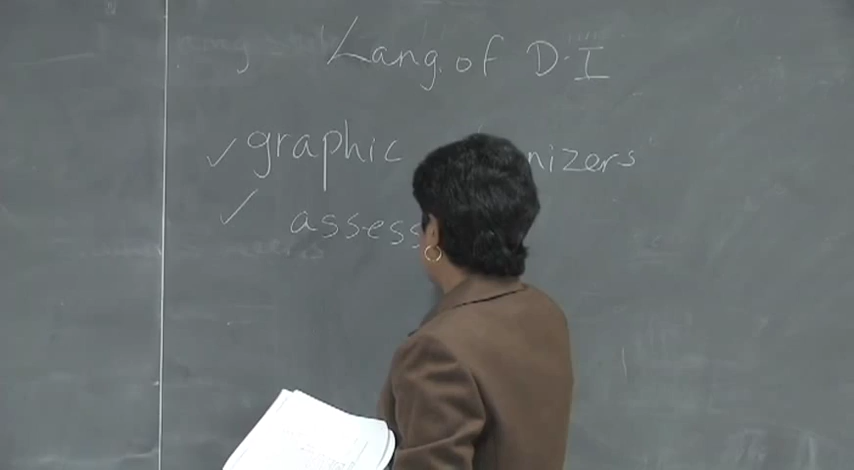 Lang. of D.I
✓ graphic nizers
✓ assess